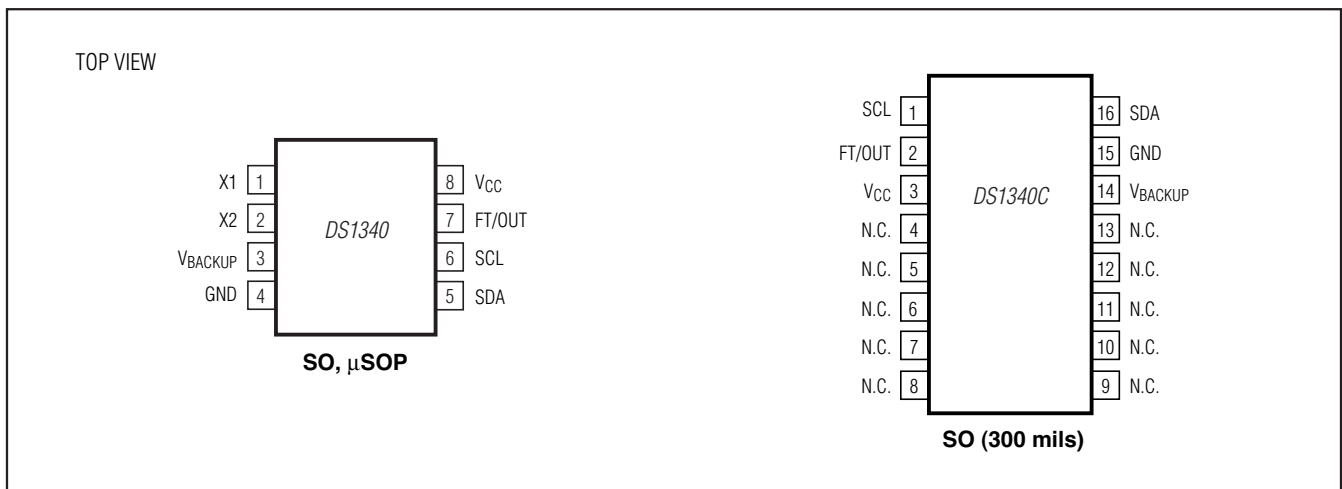 TOP VIEW
X1 1
X2 2
VBACKUP 3
GND 4
DS1340
8 VCC
7 FT/OUT
6 SCL
5 SDA
SO, μSOP
SCL 1
FT/OUT 2
VCC 3
N.C. 4
N.C. 5
N.C. 6
N.C. 7
N.C. 8
DS1340C
16 SDA
15 GND
14 VBACKUP
13 N.C.
12 N.C.
11 N.C.
10 N.C.
9 N.C.
SO (300 mils)